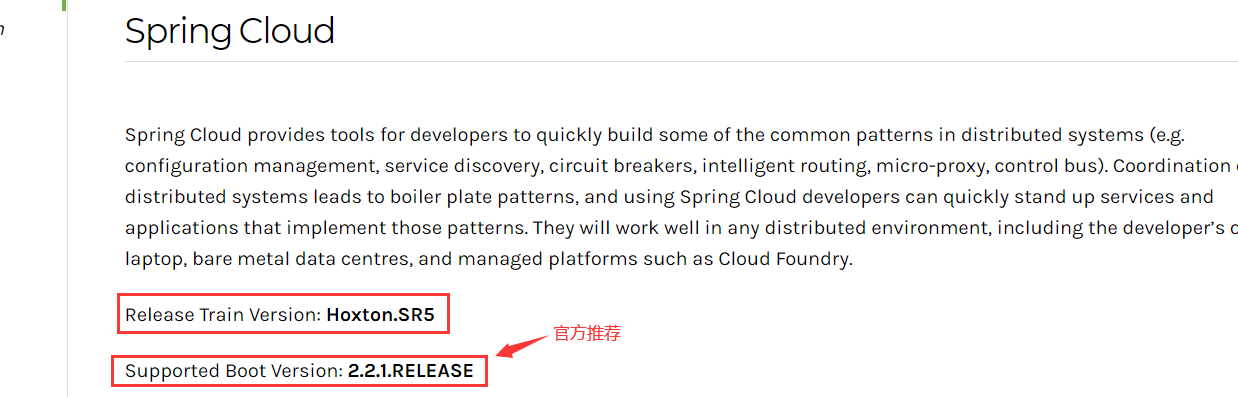 Spring Cloud
Spring Cloud provides tools for developers to quickly build some of the common patterns in distributed systems (e.g.
configuration management, service discovery, circuit breakers, intelligent routing, micro-proxy, control bus). Coordination
distributed systems leads to boiler plate patterns, and using Spring Cloud developers can quickly stand up services and
applications that implement those patterns. They will work well in any distributed environment, including the developer’s
laptop, bare metal data centres, and managed platforms such as Cloud Foundry.
Release Train Version: Hoxton.SR5
官方推荐
Supported Boot Version: 2.2.1.RELEASE